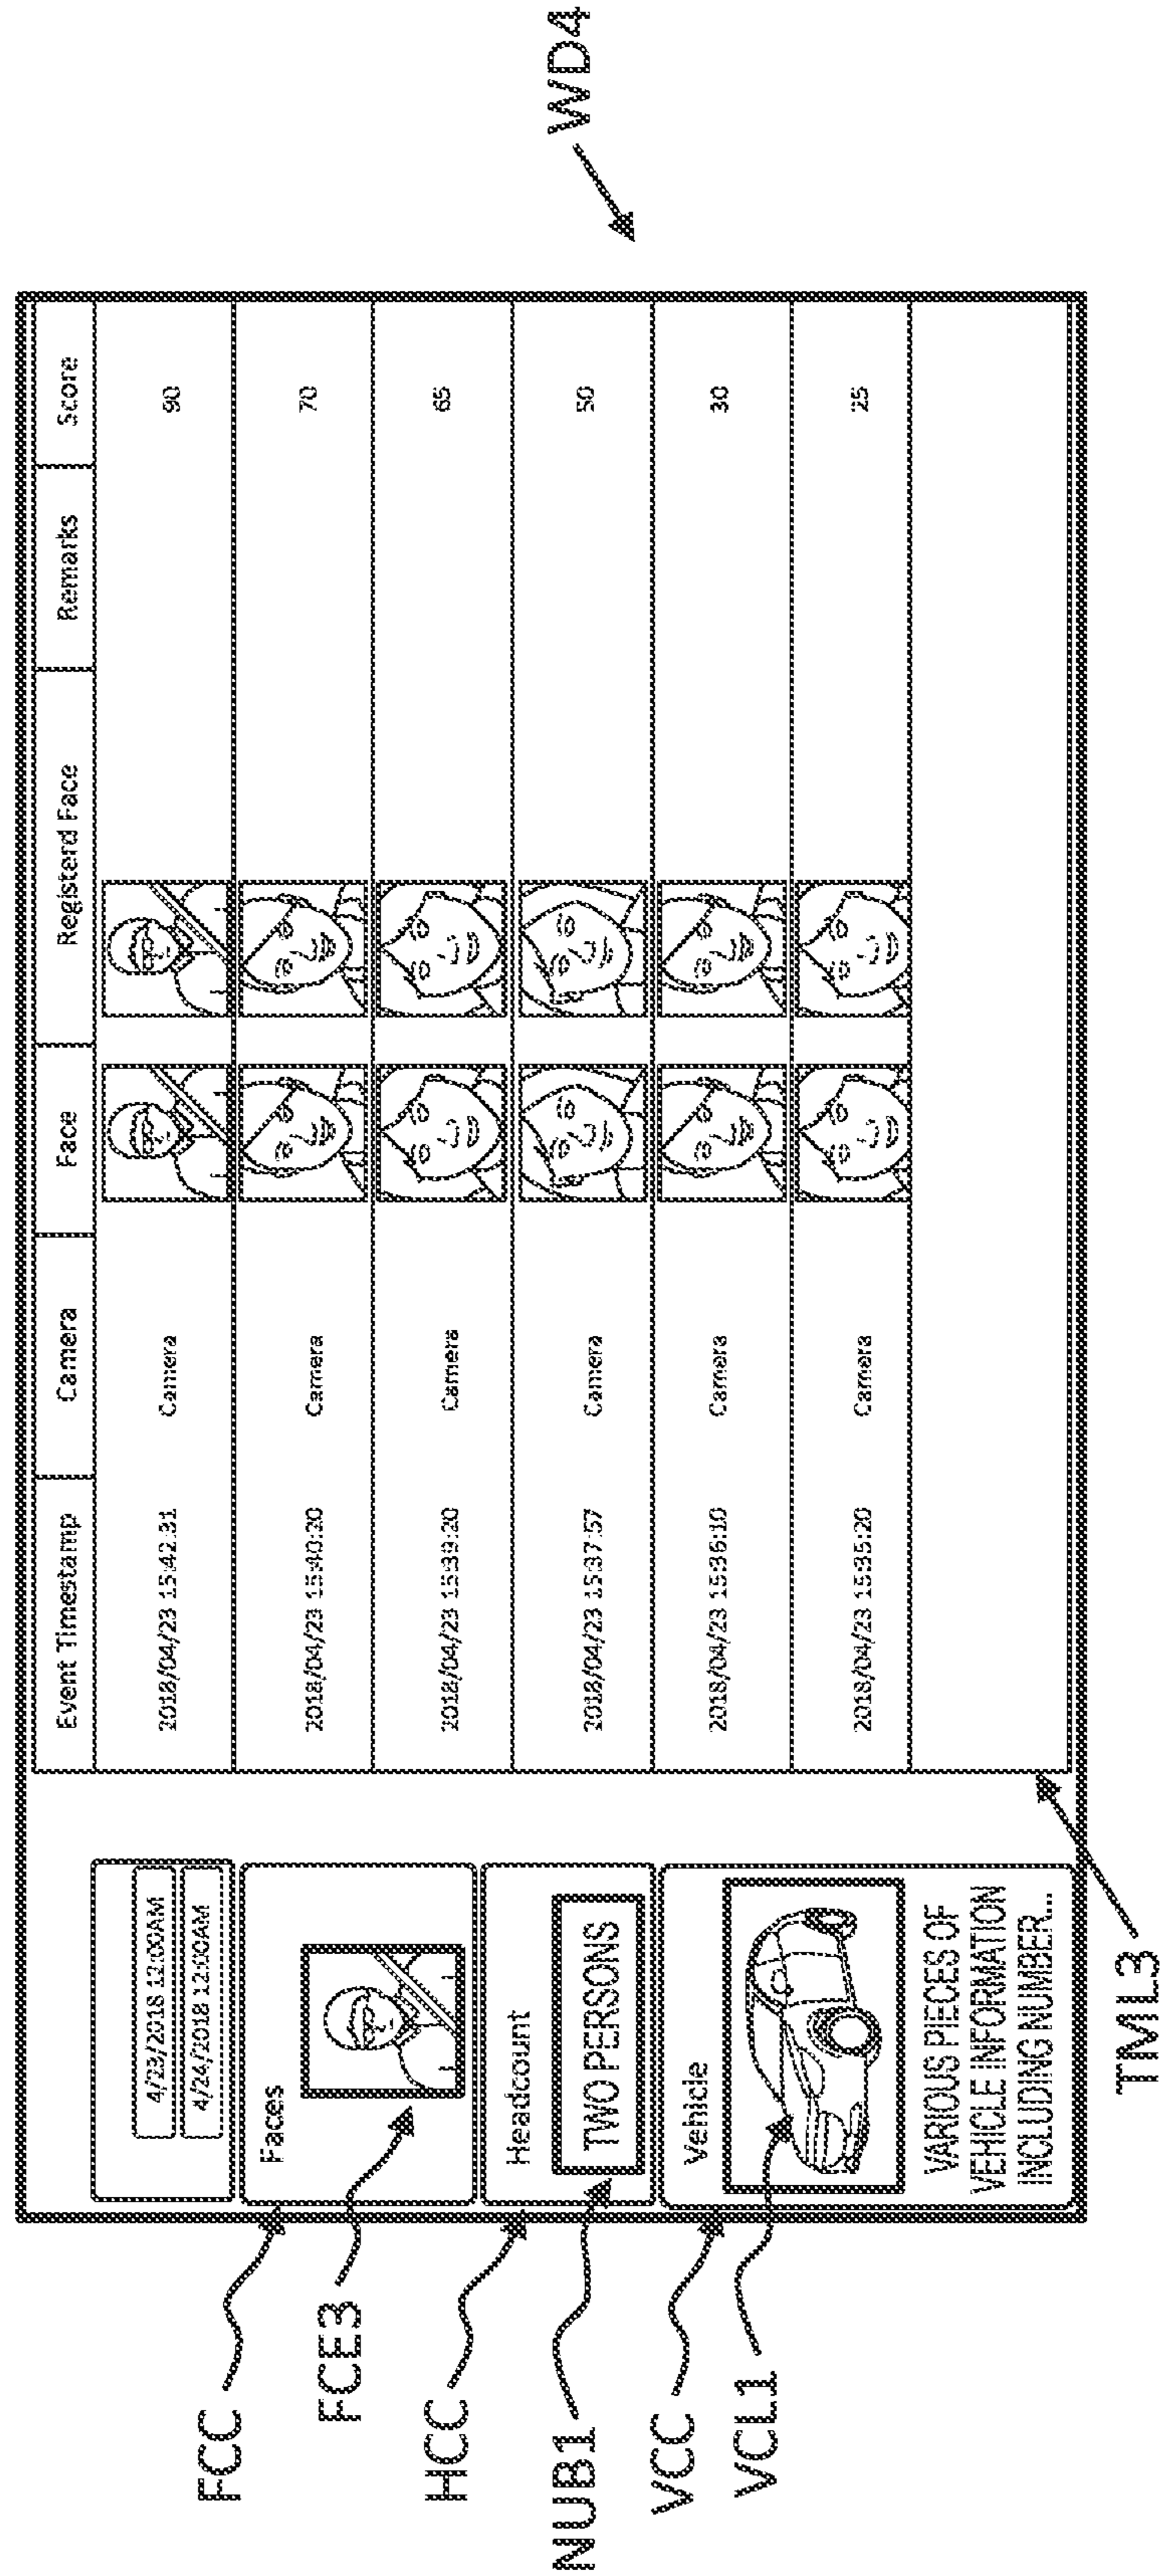 WD4
Event Timestamp Camera Face Registerd Face Remarks Score
2018/04/23 15:42:31 Camera 90
2018/04/23 15:40:20 Camera 70
2018/04/23 15:39:20 Camera 65
2018/04/23 15:37:57 Camera 50
2018/04/23 15:36:10 Camera 30
2018/04/23 15:35:20 Camera 25
4/23/2018 12:00AM
4/24/2018 12:00AM
Faces
Headcount
TWO PERSONS
Vehicle
VARIOUS PIECES OF
VEHICLE INFORMATION
INCLUDING NUMBER...
FCC
FCE3
HCC
NUB1
VCC
VCL1
TML3